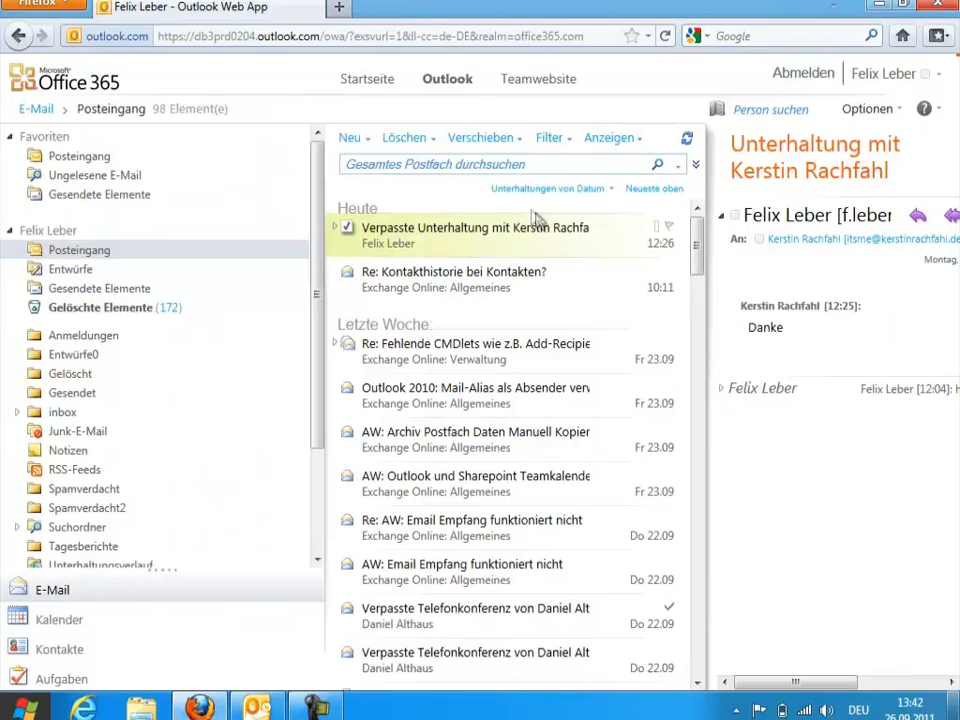 Firefox
Felix Leber - Outlook Web App
outlook.com
https://db3prd0204.outlook.com/owa/?exsvurl=1&ll-cc=de-DE&realm=office365.com
Google
Microsoft
Office 365
Startseite
Outlook
Teamwebsite
Abmelden
Felix Leber
E-Mail
Posteingang 98 Element(e)
Person suchen
Optionen
Favoriten
Posteingang
Ungelesene E-Mail
Gesendete Elemente
Felix Leber
Posteingang
Entwürfe
Gesendete Elemente
Gelöschte Elemente (172)
Anmeldungen
Entwürfe0
Gelöscht
Gesendet
inbox
Junk-E-Mail
Notizen
RSS-Feeds
Spamverdacht
Spamverdacht2
Suchordner
Tagesberichte
Unterhaltungsverlauf
E-Mail
Kalender
Kontakte
Aufgaben
Neu
Löschen
Verschieben
Filter
Anzeigen
Gesamtes Postfach durchsuchen
Unterhaltungen von Datum
Neueste oben
Heute
Verpasste Unterhaltung mit Kerstin Rachfa
Felix Leber 12:26
Re: Kontakthistorie bei Kontakten?
Exchange Online: Allgemeines 10:11
Letzte Woche:
Re: Fehlende CMDlets wie z.B. Add-Recipie
Exchange Online: Verwaltung Fr 23.09
Outlook 2010: Mail-Alias als Absender verv
Exchange Online: Allgemeines Fr 23.09
AW: Archiv Postfach Daten Manuell Kopier
Exchange Online: Allgemeines Fr 23.09
AW: Outlook und Sharepoint Teamkalende
Exchange Online: Allgemeines Fr 23.09
Re: AW: Email Empfang funktioniert nicht
Exchange Online: Allgemeines Do 22.09
AW: Email Empfang funktioniert nicht
Exchange Online: Allgemeines Do 22.09
Verpasste Telefonkonferenz von Daniel Alt
Daniel Althaus Do 22.09
Verpasste Telefonkonferenz von Daniel Alt
Daniel Althaus Do 22.09
Unterhaltung mit
Kerstin Rachfahl
Felix Leber [f.leber
An: Kerstin Rachfahl [itsme@kerstinrachfahl.de
Montag,
Kerstin Rachfahl [12:25]:
Danke
Felix Leber
Felix Leber [12:04]: h
DEU
13:42
26.09.2011